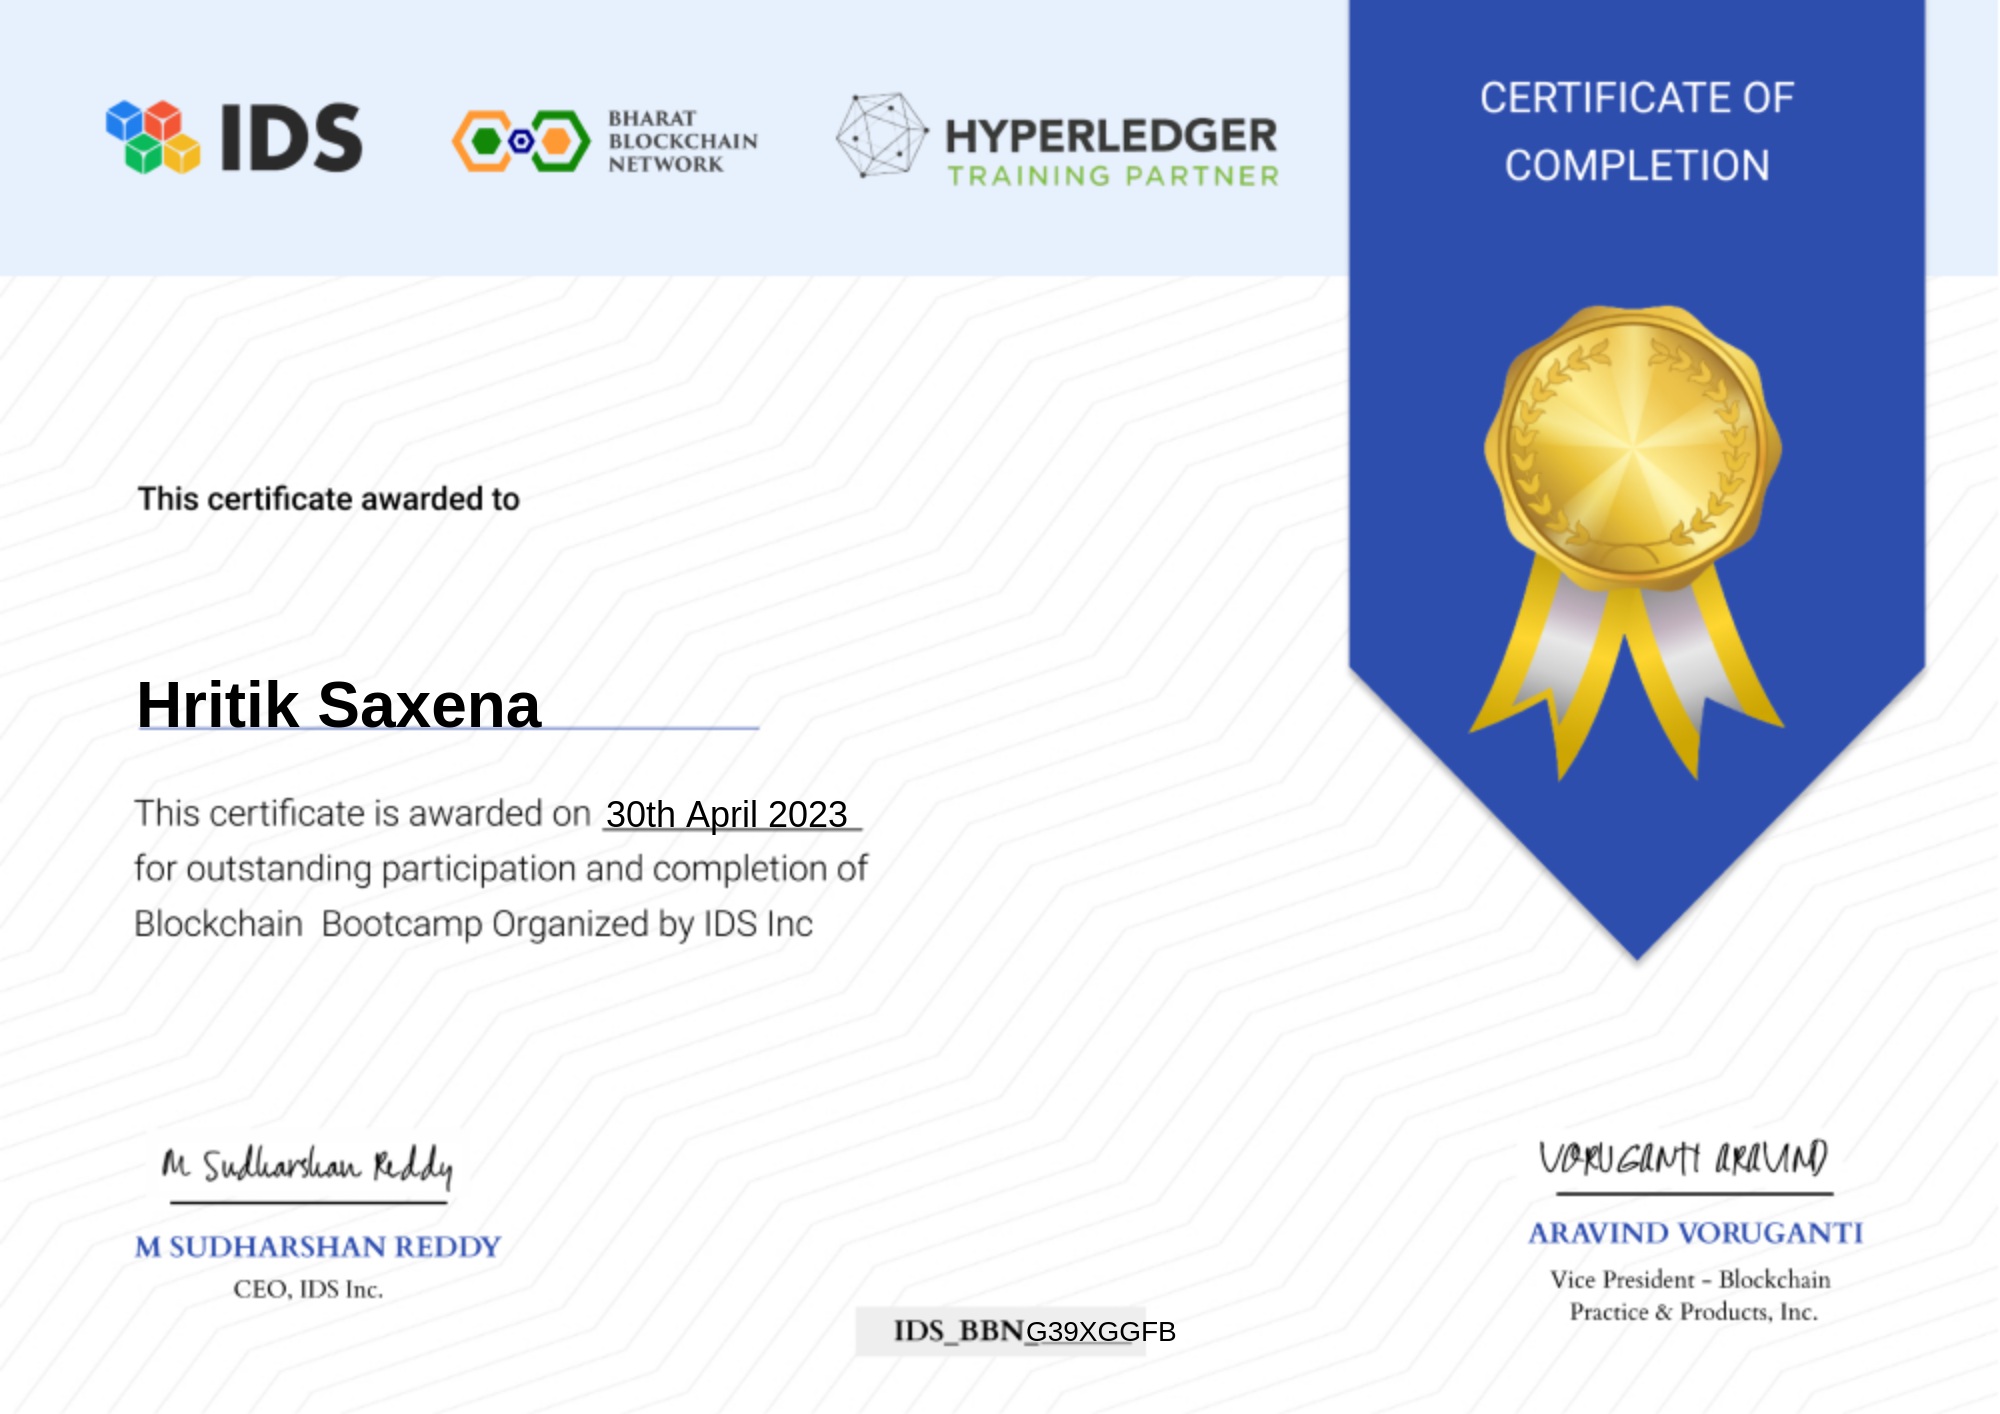 IDS
BHARAT
BLOCKCHAIN
NETWORK
HYPERLEDGER
TRAINING PARTNER
CERTIFICATE OF
COMPLETION
This certificate awarded to
Hritik Saxena
This certificate is awarded on 30th April 2023
for outstanding participation and completion of
Blockchain Bootcamp Organized by IDS Inc
M Sudharshan Reddy
M SUDHARSHAN REDDY
CEO, IDS Inc.
VORUGANTI ARAVIND
ARAVIND VORUGANTI
Vice President - Blockchain
Practice & Products, Inc.
IDS_BBN_G39XGGFB